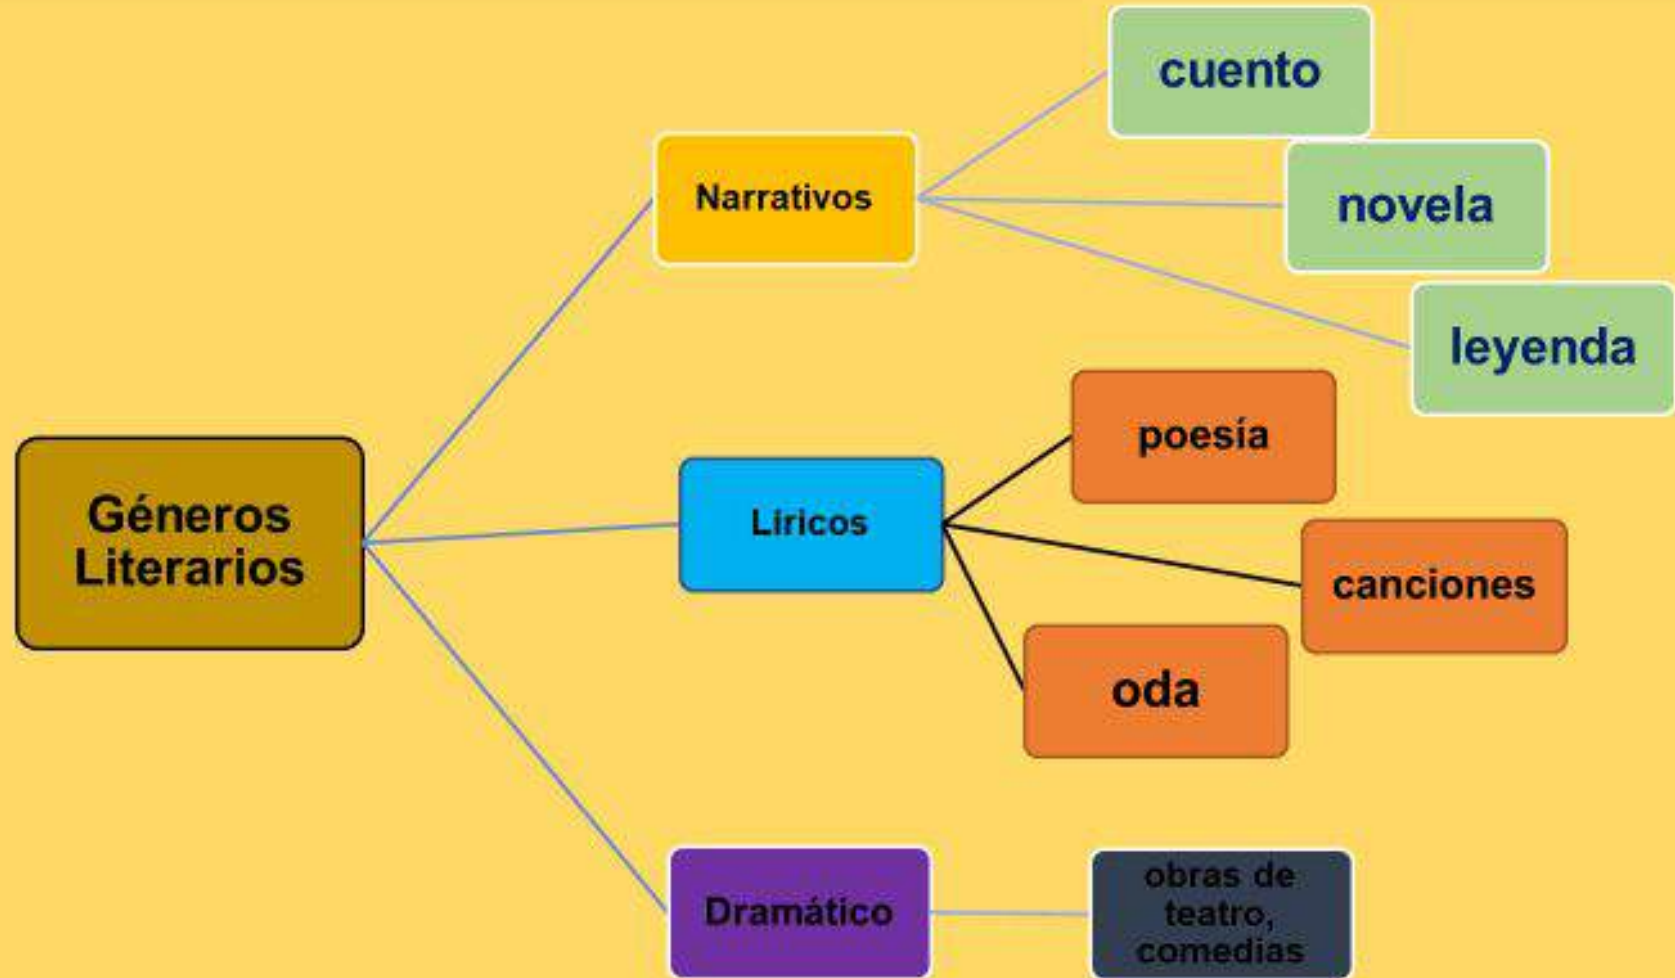 Géneros
Literarios
Narrativos
cuento
novela
leyenda
Líricos
poesía
canciones
oda
Dramático
obras de
teatro,
comedias